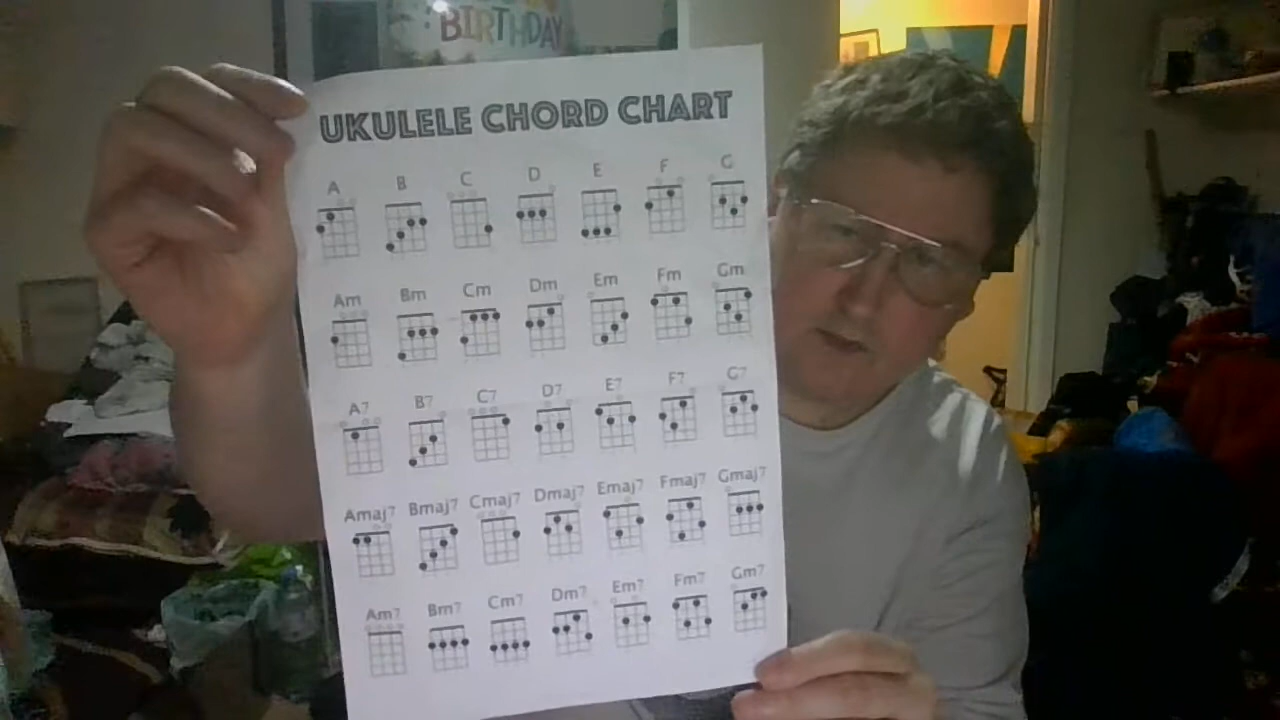 BIRTHDAY
UKULELE CHORD CHART
A B C D E F G
Am Bm Cm Dm Em Fm Gm
A7 B7 C7 D7 E7 F7 G7
Amaj7 Bmaj7 Cmaj7 Dmaj7 Emaj7 Fmaj7 Gmaj7
Am7 Bm7 Cm7 Dm7 Em7 Fm7 Gm7